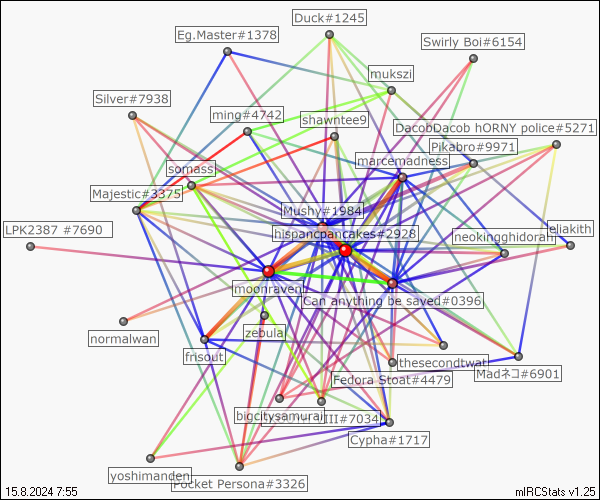 Duck#1245
Eg.Master#1378
Swirly Boi#6154
mukszi
Silver#7938
ming#4742
shawntee9
DacobDacob hORNY police#5271
Pikabro#9971
marcemadness
somass
Majestic#3375
Mushy#1984
LPK2387 #7690
hispancpancakes#2928
neokingghidorah
eliakith
moonraven
Can anything be saved#0396
normalwan
zebula
frisout
thesecondtwat
Fedora Stoat#4479
Madネコ#6901
bigcitysamurai
III#7034
Cypha#1717
yoshimanden
Pocket Persona#3326
15.8.2024 7:55
mIRCStats v1.25